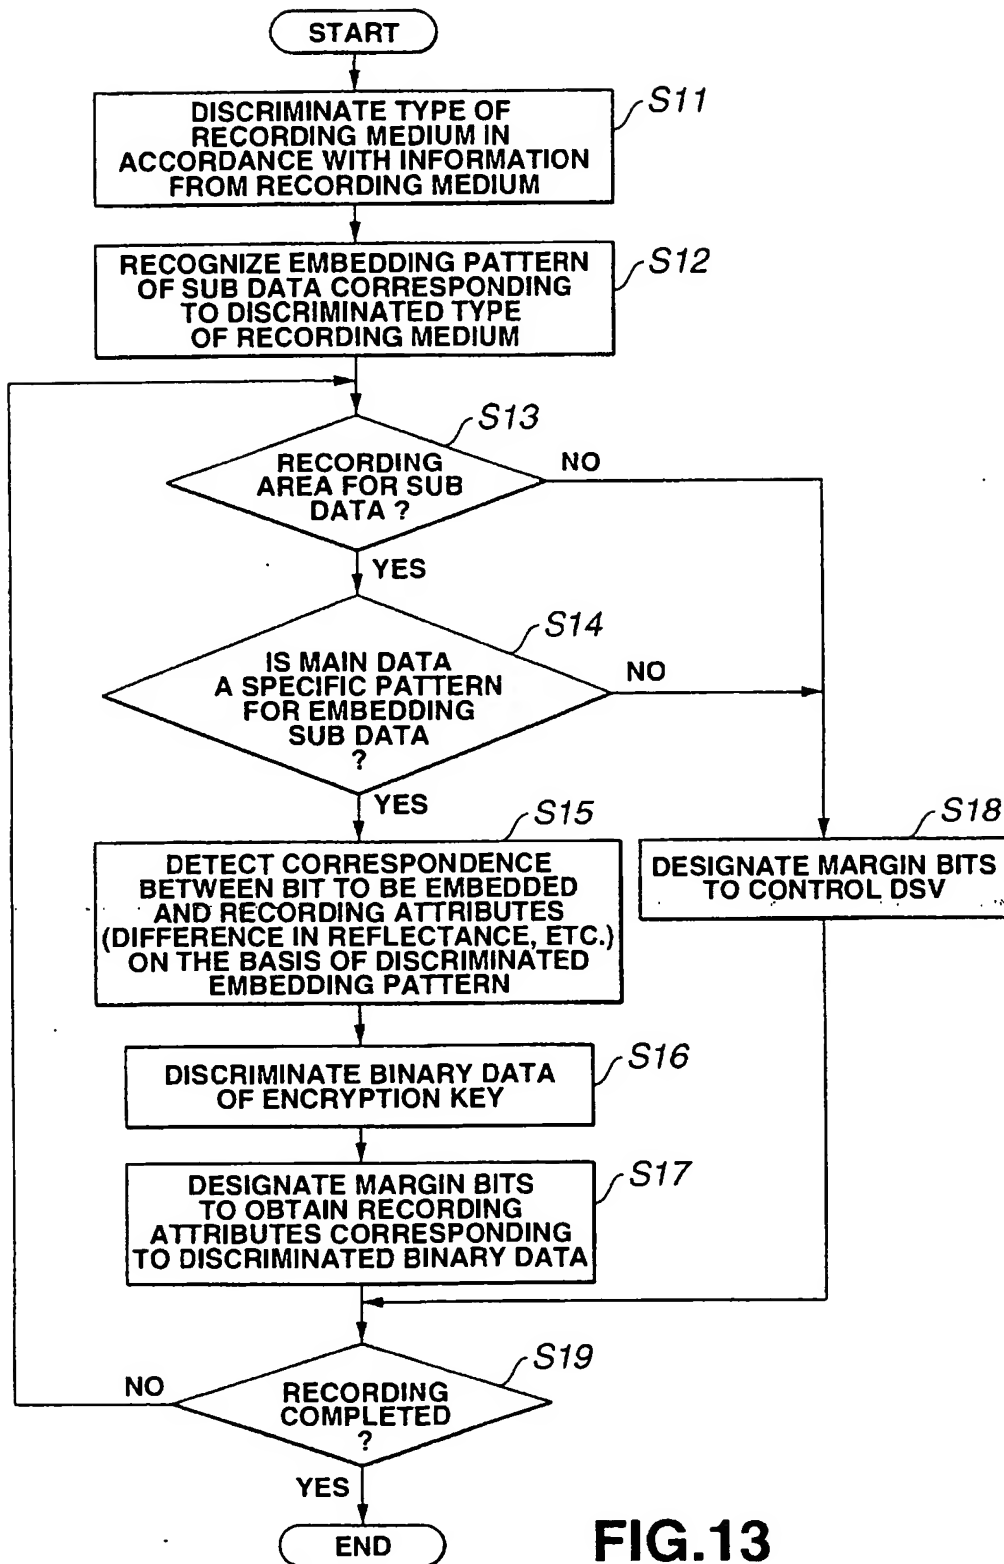 START
S11
DISCRIMINATE TYPE OF
RECORDING MEDIUM IN
ACCORDANCE WITH INFORMATION
FROM RECORDING MEDIUM
S12
RECOGNIZE EMBEDDING PATTERN
OF SUB DATA CORRESPONDING
TO DISCRIMINATED TYPE
OF RECORDING MEDIUM
S13
RECORDING
AREA FOR SUB
DATA ?
NO
YES
S14
IS MAIN DATA
A SPECIFIC PATTERN
FOR EMBEDDING
SUB DATA
?
NO
YES
S15
DETECT CORRESPONDENCE
BETWEEN BIT TO BE EMBEDDED
AND RECORDING ATTRIBUTES
(DIFFERENCE IN REFLECTANCE, ETC.)
ON THE BASIS OF DISCRIMINATED
EMBEDDING PATTERN
S18
DESIGNATE MARGIN BITS
TO CONTROL DSV
S16
DISCRIMINATE BINARY DATA
OF ENCRYPTION KEY
S17
DESIGNATE MARGIN BITS
TO OBTAIN RECORDING
ATTRIBUTES CORRESPONDING
TO DISCRIMINATED BINARY DATA
S19
RECORDING
COMPLETED
?
NO
YES
END
FIG.13